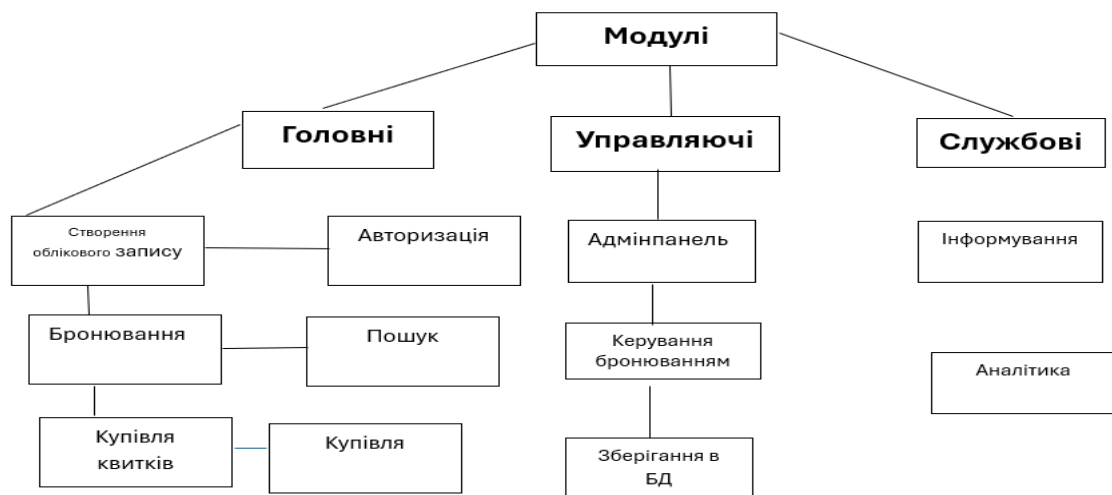 Модулі
Головні
Управляючі
Службові
Створення
облікового запису
Авторизація
Адмінпанель
Інформування
Бронювання
Пошук
Керування
бронюванням
Аналітика
Купівля
квитків
Купівля
Зберігання в
БД